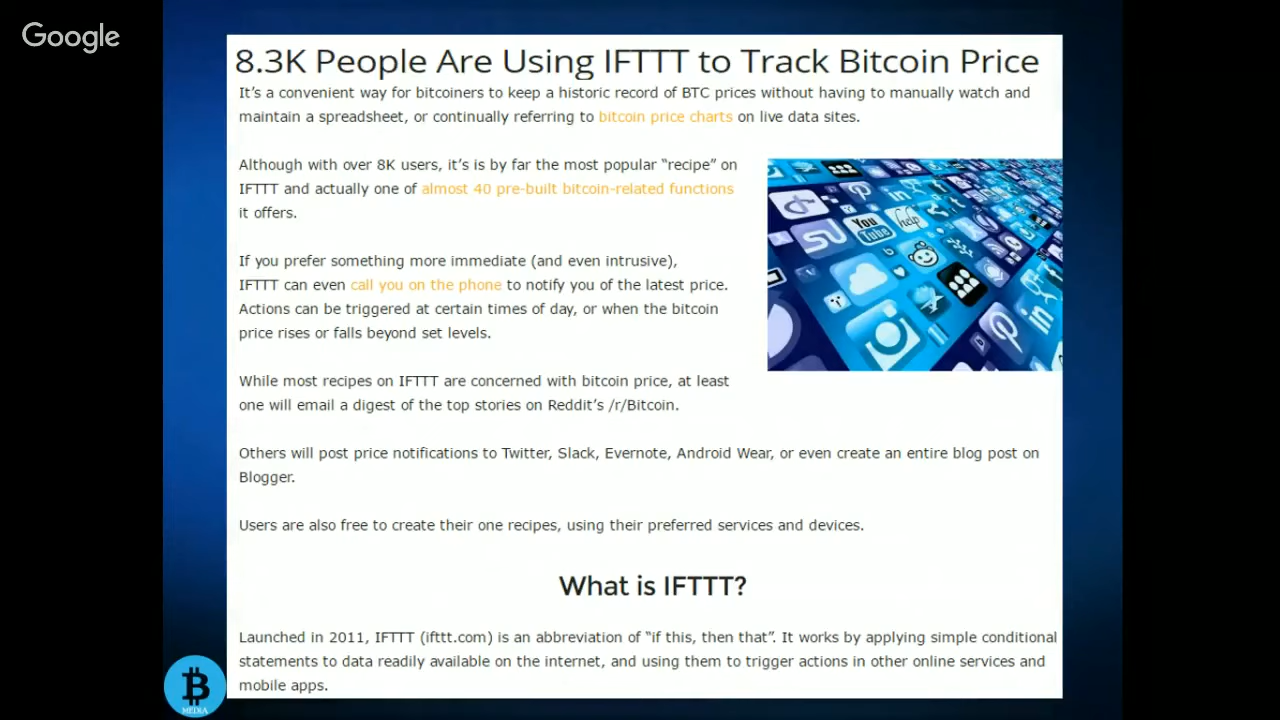 Google
8.3K People Are Using IFTTT to Track Bitcoin Price
It's a convenient way for bitcoiners to keep a historic record of BTC prices without having to manually watch and
maintain a spreadsheet, or continually referring to bitcoin price charts on live data sites.
Although with over 8K users, it's is by far the most popular “recipe” on
IFTTT and actually one of almost 40 pre-built bitcoin-related functions
it offers.
If you prefer something more immediate (and even intrusive),
IFTTT can even call you on the phone to notify you of the latest price.
Actions can be triggered at certain times of day, or when the bitcoin
price rises or falls beyond set levels.
While most recipes on IFTTT are concerned with bitcoin price, at least
one will email a digest of the top stories on Reddit's /r/Bitcoin.
You
Tube
in
in
Others will post price notifications to Twitter, Slack, Evernote, Android Wear, or even create an entire blog post on
Blogger.
Users are also free to create their one recipes, using their preferred services and devices.
What is IFTTT?
Launched in 2011, IFTTT (ifttt.com) is an abbreviation of “if this, then that”. It works by applying simple conditional
statements to data readily available on the internet, and using them to trigger actions in other online services and
mobile apps.
MEDIA